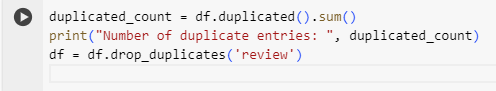 duplicated_count = df.duplicated().sum()
print("Number of duplicate entries: ", duplicated_count)
df = df.drop_duplicates('review')